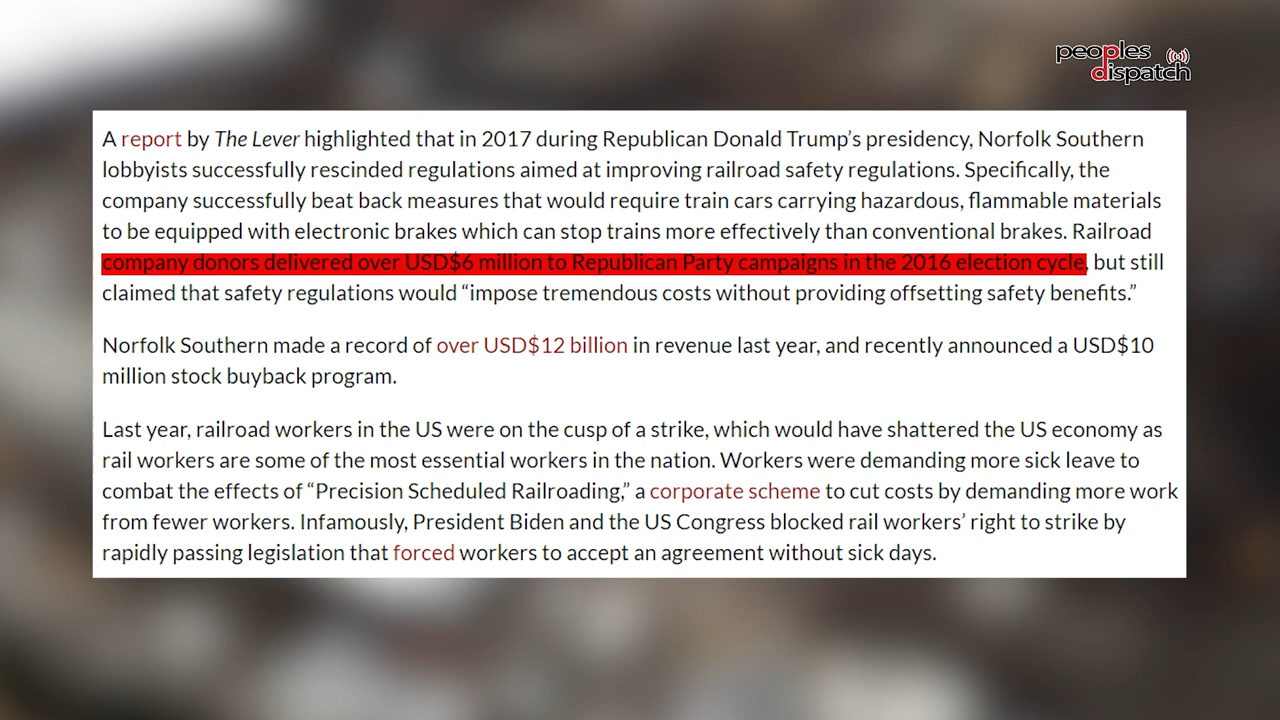 peoples
dispatch
A report by The Lever highlighted that in 2017 during Republican Donald Trump’s presidency, Norfolk Southern
lobbyists successfully rescinded regulations aimed at improving railroad safety regulations. Specifically, the
company successfully beat back measures that would require train cars carrying hazardous, flammable materials
to be equipped with electronic brakes which can stop trains more effectively than conventional brakes. Railroad
company donors delivered over USD$6 million to Republican Party campaigns in the 2016 election cycle, but still
claimed that safety regulations would “impose tremendous costs without providing offsetting safety benefits.”
Norfolk Southern made a record of over USD$12 billion in revenue last year, and recently announced a USD$10
million stock buyback program.
Last year, railroad workers in the US were on the cusp of a strike, which would have shattered the US economy as
rail workers are some of the most essential workers in the nation. Workers were demanding more sick leave to
combat the effects of “Precision Scheduled Railroading,” a corporate scheme to cut costs by demanding more work
from fewer workers. Infamously, President Biden and the US Congress blocked rail workers’ right to strike by
rapidly passing legislation that forced workers to accept an agreement without sick days.